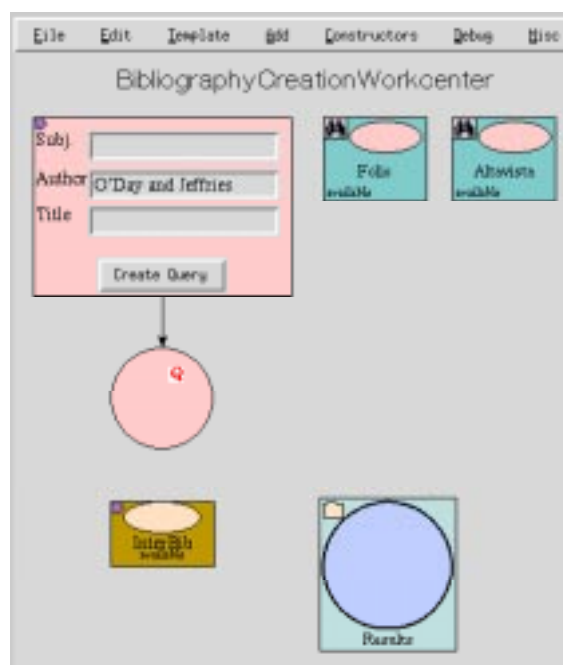 File Edit Template Add Constructors Debug Misc
BibliographyCreationWorkcenter
Subj.
Author O'Day and Jeffries
Title
Create Query
Folio
available
Altavista
available
Q
InterBib
available
Results